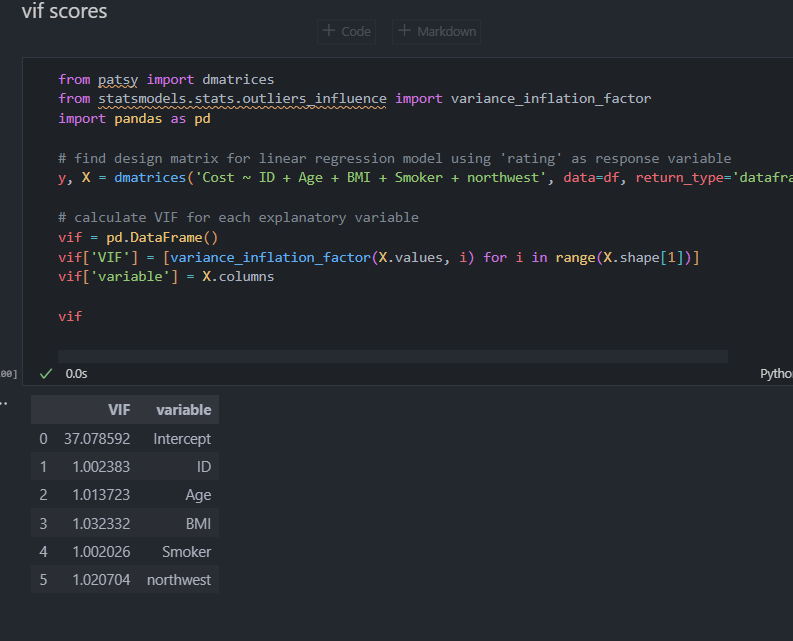 vif scores
+ Code + Markdown
from patsy import dmatrices
from statsmodels.stats.outliers_influence import variance_inflation_factor
import pandas as pd
# find design matrix for linear regression model using 'rating' as response variable
y, X = dmatrices('Cost ~ ID + Age + BMI + Smoker + northwest', data=df, return_type='datafra
# calculate VIF for each explanatory variable
vif = pd.DataFrame()
vif['VIF'] = [variance_inflation_factor(X.values, i) for i in range(X.shape[1])]
vif['variable'] = X.columns
vif
00] ✓ 0.0s Pytho
VIF variable
0 37.078592 Intercept
1 1.002383 ID
2 1.013723 Age
3 1.032332 BMI
4 1.002026 Smoker
5 1.020704 northwest